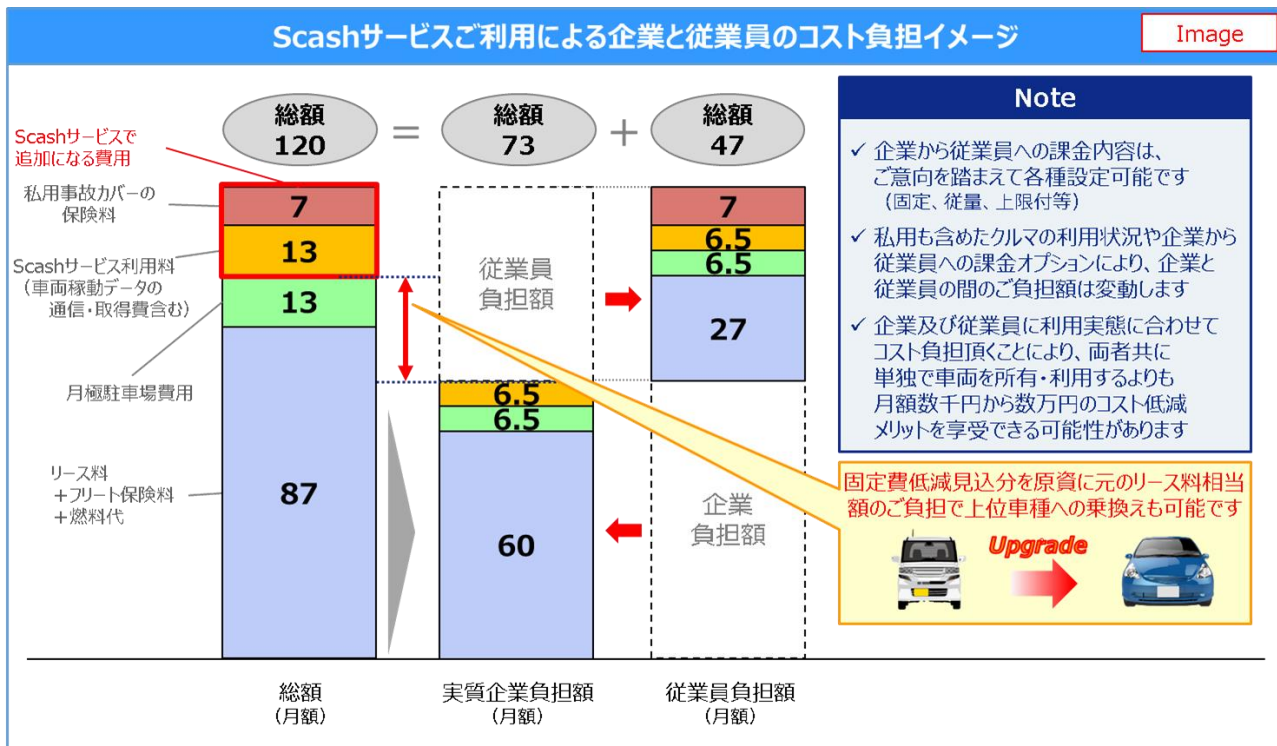 Scashサービスご利用による企業と従業員のコスト負担イメージ
Image
総額
120
=
総額
73
+
総額
47
Scashサービスで
追加になる費用
私用事故カバーの
保険料
Scashサービス利用料
（車両稼動データの
通信・取得費含む）
月極駐車場費用
リース料
＋フリート保険料
＋燃料代
7
13
13
87
従業員
負担額
6.5
6.5
60
7
6.5
6.5
27
企業
負担額
総額
（月額）
実質企業負担額
（月額）
従業員負担額
（月額）
Note
✓ 企業から従業員への課金内容は、
ご意向を踏まえて各種設定可能です
（固定、従量、上限付等）
✓ 私用も含めたクルマの利用状況や企業から
従業員への課金オプションにより、企業と
従業員の間のご負担額は変動します
✓ 企業及び従業員に利用実態に合わせて
コスト負担頂くことにより、両者共に
単独で車両を所有・利用するよりも
月額数千円から数万円のコスト低減
メリットを享受できる可能性があります
固定費低減見込分を原資に元のリース料相当
額のご負担で上位車種への乗換えも可能です
Upgrade